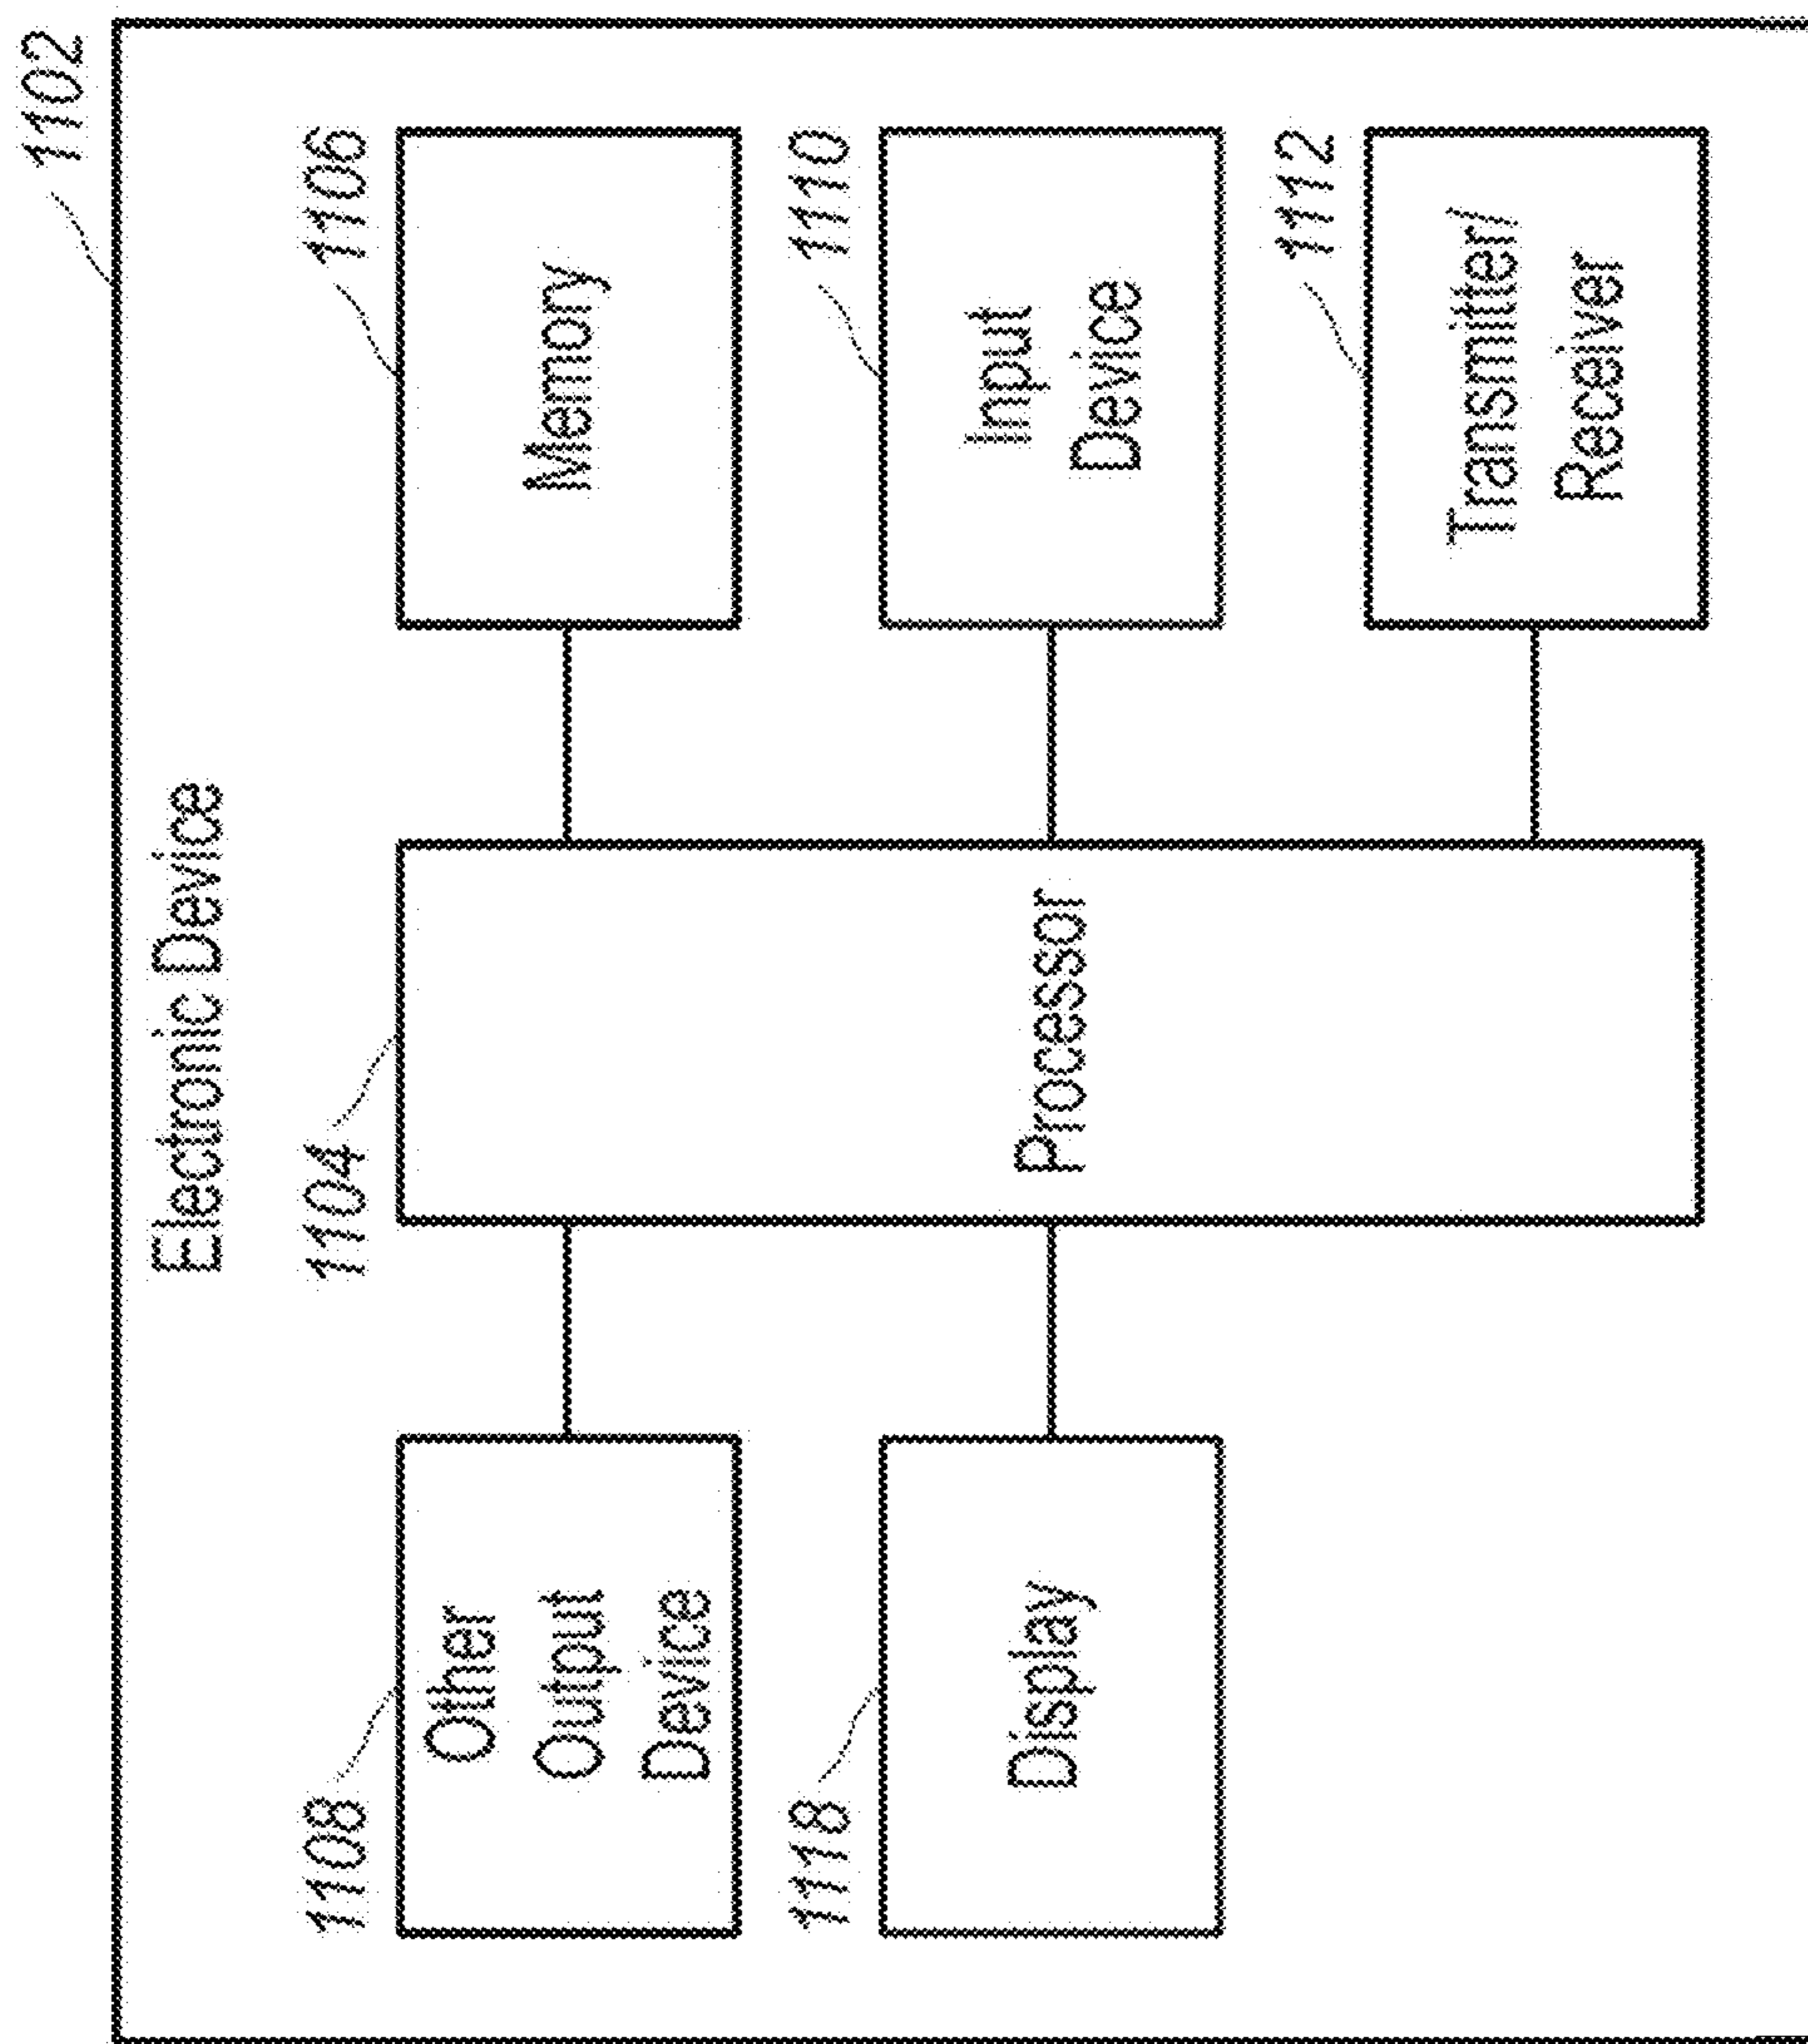 1102
Electronic Device
1108
Other
Output
Device
1104
Processor
1106
Memory
1118
Display
1110
Input
Device
1112
Transmitter/
Receiver